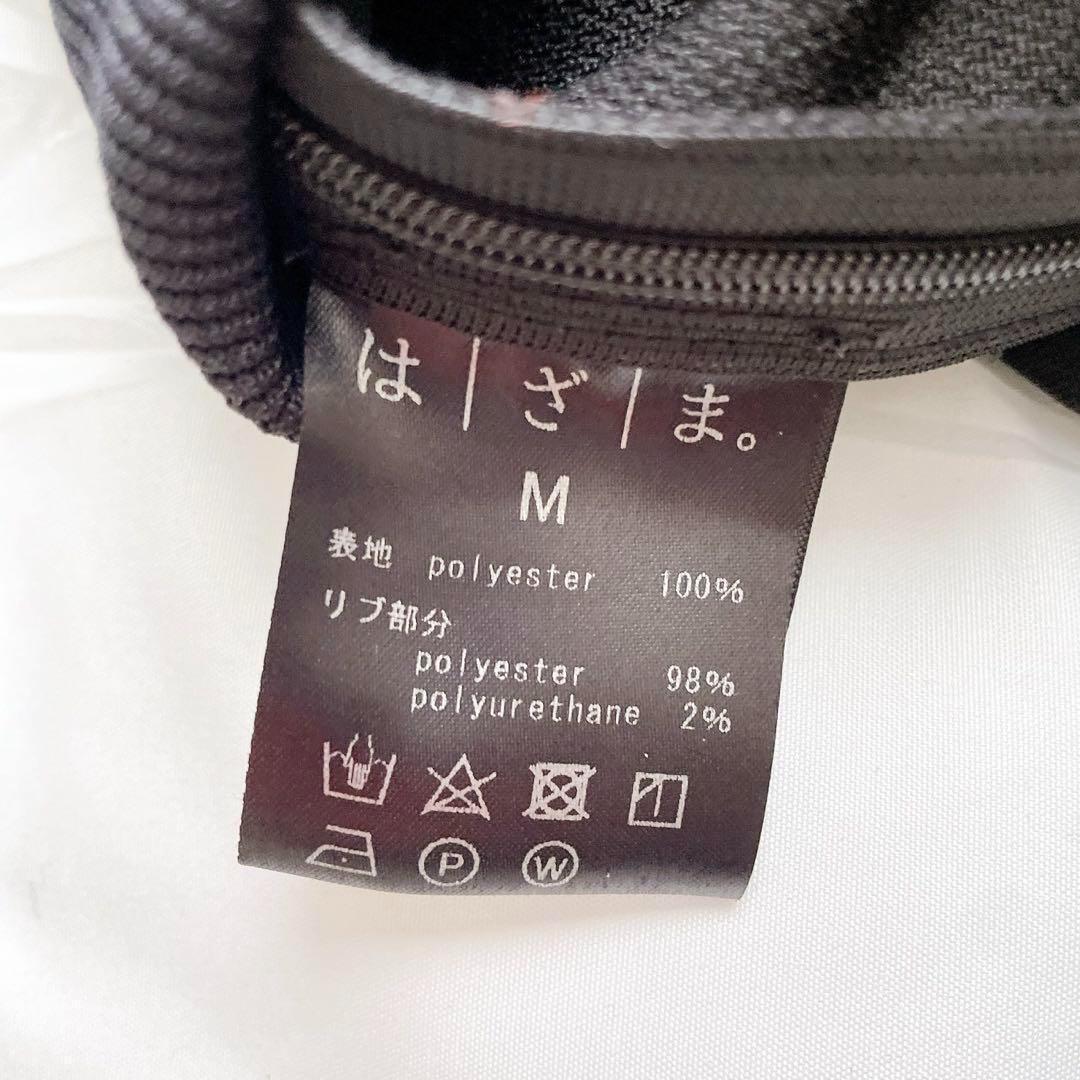 は|ざ|ま。
M
表地 polyester 100%
リブ部分
polyester 98%
polyurethane 2%
P W